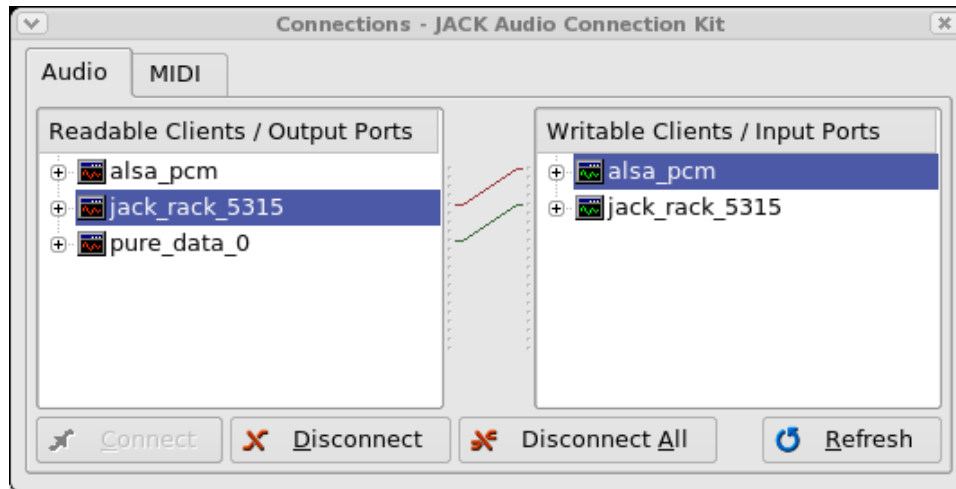 Connections - JACK Audio Connection Kit
Audio MIDI
Readable Clients / Output Ports
alsa_pcm
jack_rack_5315
pure_data_0
Writable Clients / Input Ports
alsa_pcm
jack_rack_5315
Connect Disconnect Disconnect All Refresh